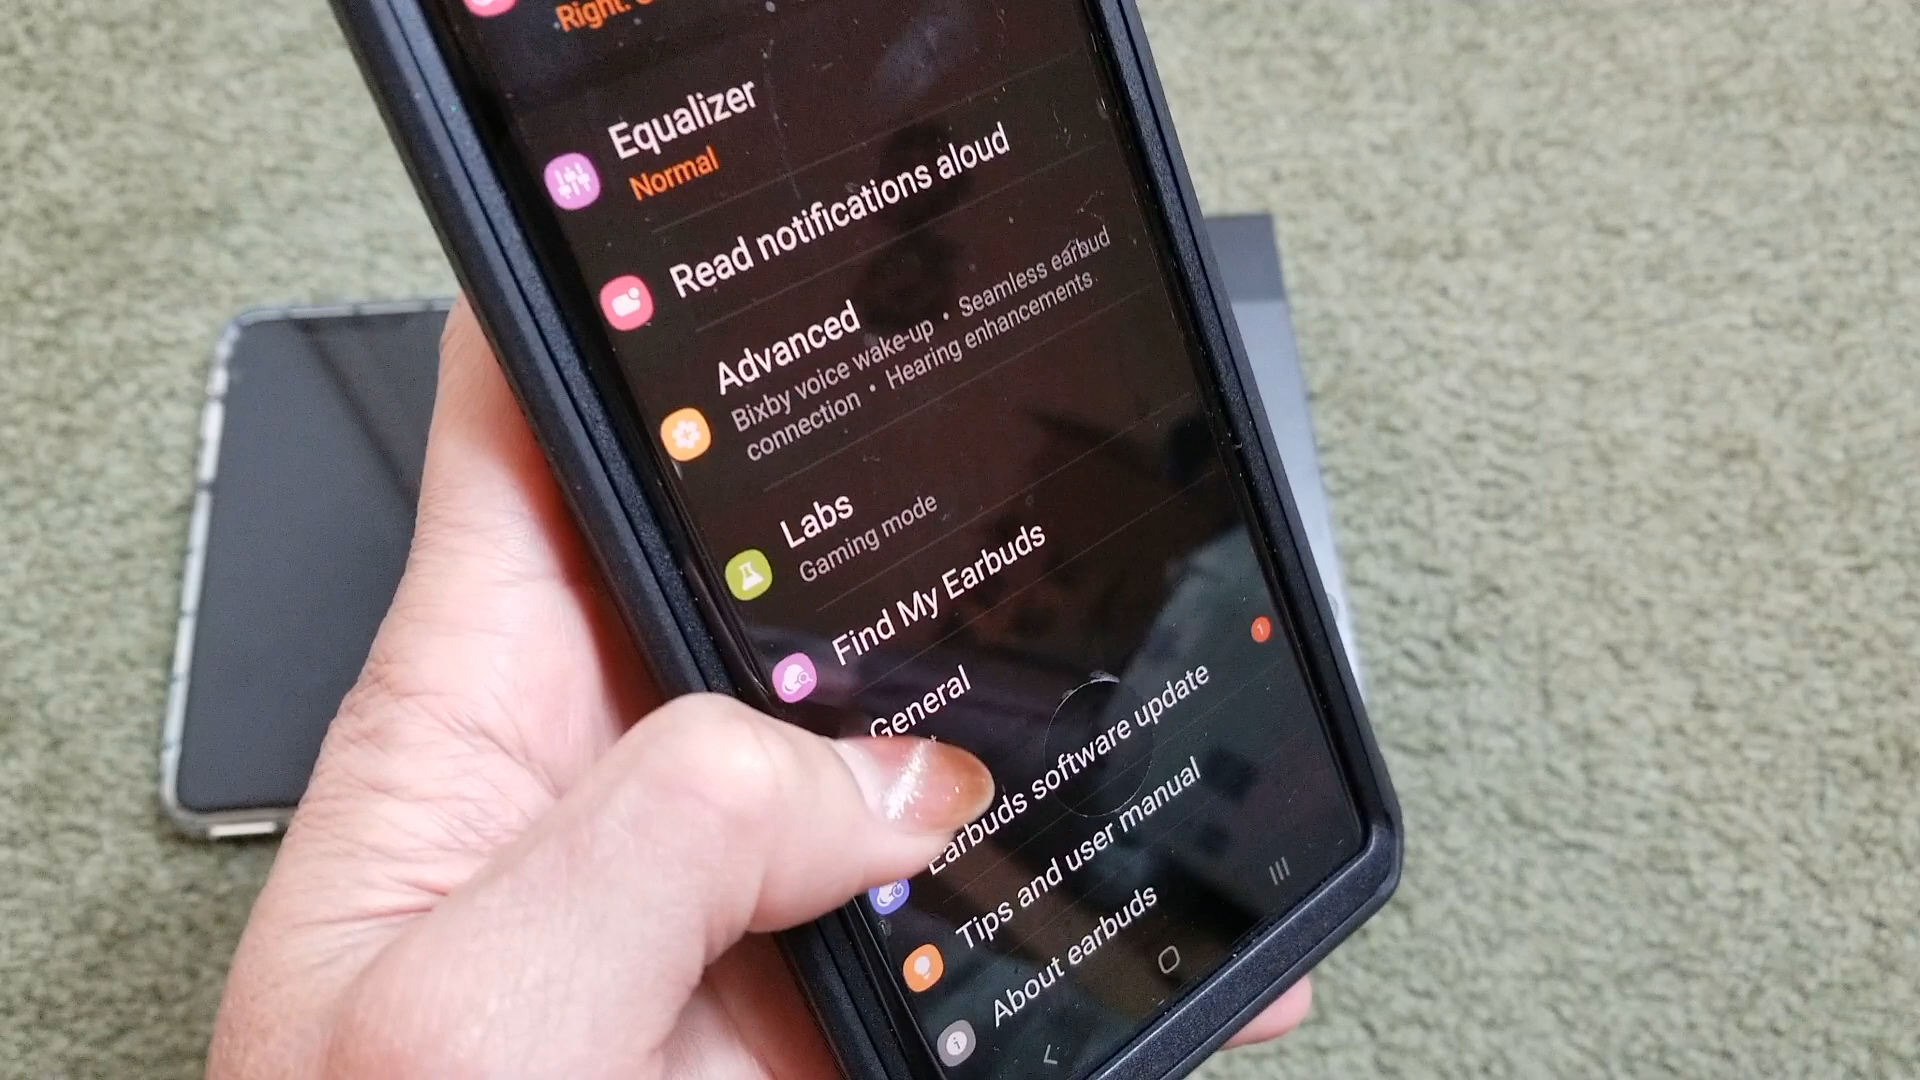 Right:
Equalizer
Normal
Read notifications aloud
Advanced
Bixby voice wake-up • Seamless earbud
connection • Hearing enhancements
Labs
Gaming mode
Find My Earbuds
General
1
Earbuds software update
Tips and user manual
About earbuds